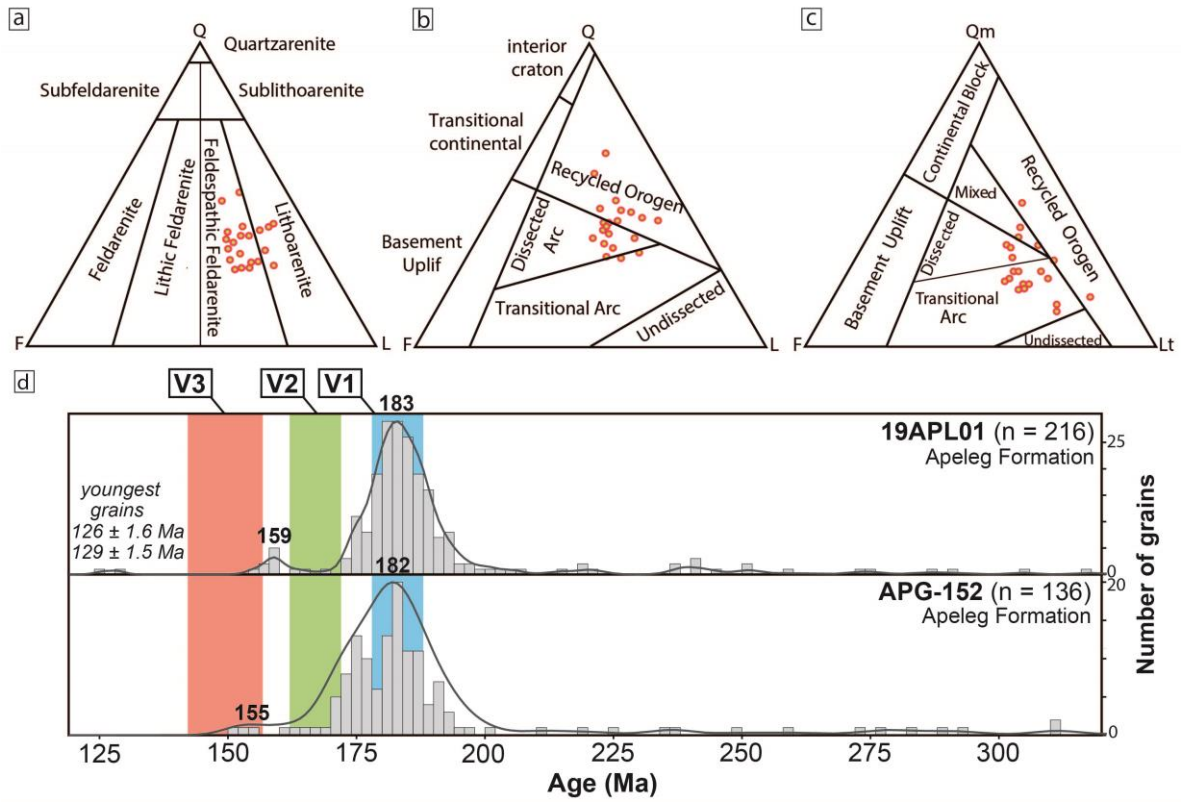 a
Q
Quartzarenite
Subfeldarenite
Sublithoarenite
Feldarenite
Lithic Feldarenite
Feldespathic Feldarenite
Lithoarenite
F
L
b
Q
interior
craton
Transitional
continental
Recycled Orogen
Dissected
Arc
Basement
Uplif
Transitional Arc
Undissected
F
L
c
Qm
Continental Block
Mixed
Recycled Orogen
Dissected
Basement Uplift
Transitional
Arc
Undissected
F
Lt
d
V3
V2
V1
183
19APL01 (n = 216)
Apeleg Formation
25
youngest
grains
126 ± 1.6 Ma
129 ± 1.5 Ma
159
0
182
20
APG-152 (n = 136)
Apeleg Formation
155
0
Number of grains
125 150 175 200 225 250 275 300
Age (Ma)